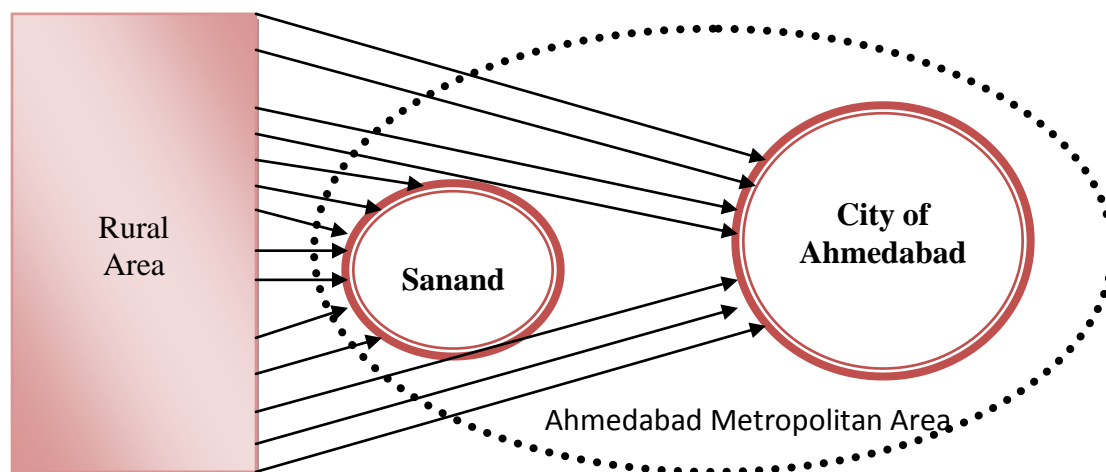 Rural
Area
Sanand
City of
Ahmedabad
Ahmedabad Metropolitan Area